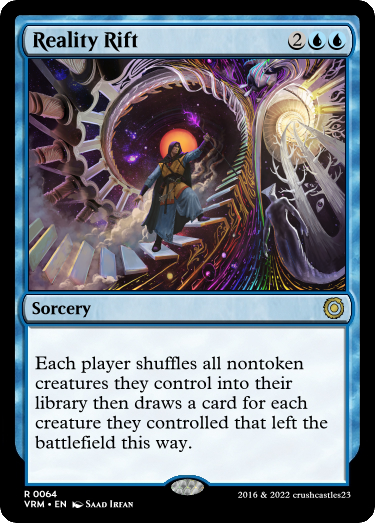 Reality Rift 2UU
Sorcery
Each player shuffles all nontoken
creatures they control into their
library then draws a card for each
creature they controlled that left the
battlefield this way.
R 0064
VRM • EN Saad Irfan
2016 & 2022 crushcastles23